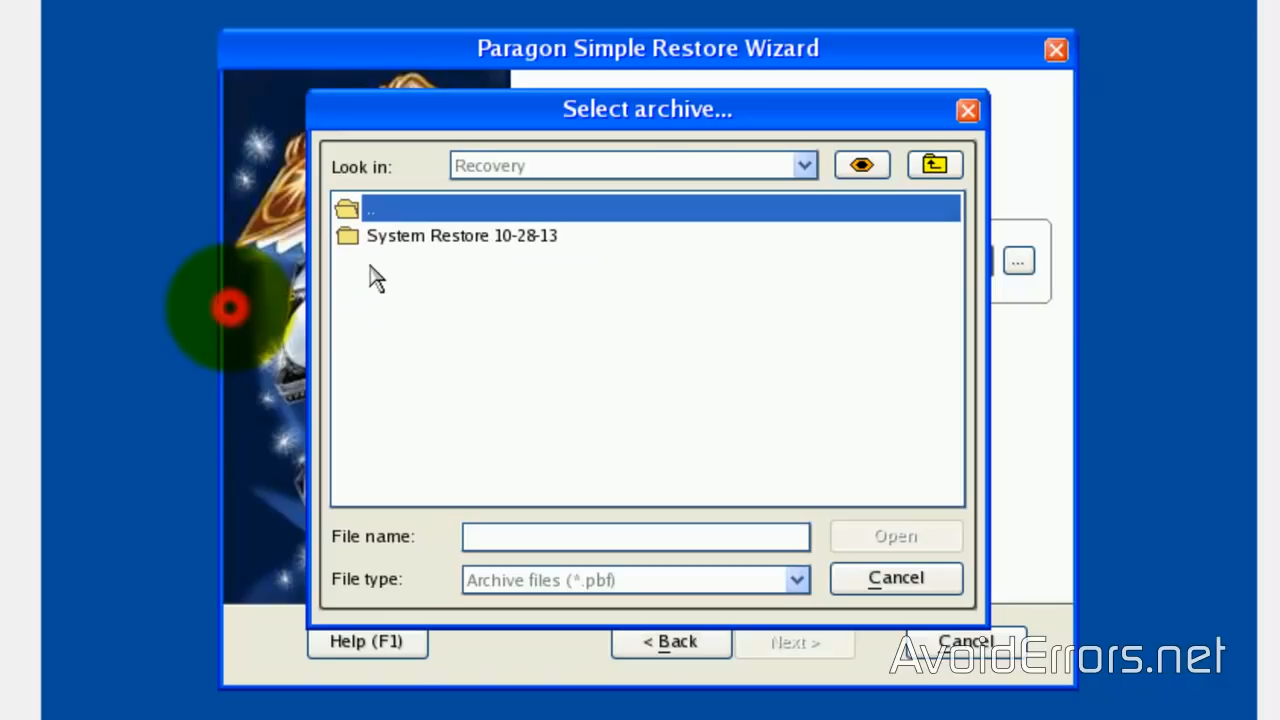 Paragon Simple Restore Wizard
Select archive...
Look in: Recovery
..
System Restore 10-28-13
...
File name: Open
File type: Archive files (*.pbf) Cancel
Help (F1) < Back Next > Cancel
AvoidErrors.net